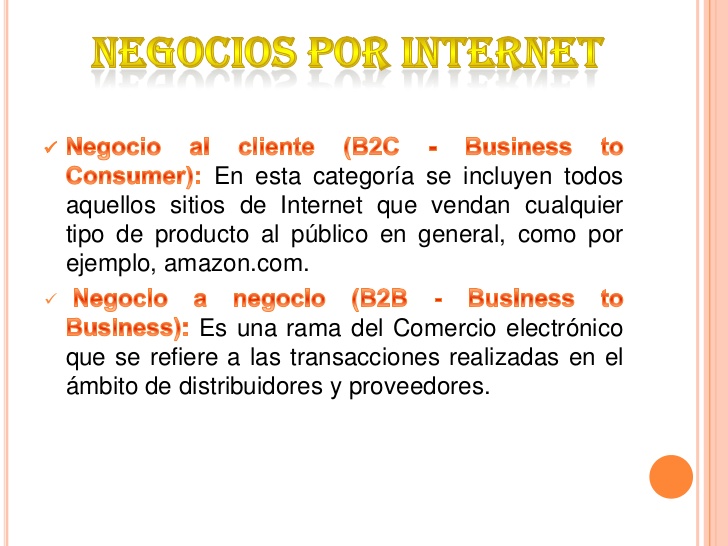 NEGOCIOS POR INTERNET
✓ Negocio al cliente (B2C - Business to
Consumer): En esta categoría se incluyen todos
aquellos sitios de Internet que vendan cualquier
tipo de producto al público en general, como por
ejemplo, amazon.com.
✓ Negocio a negocio (B2B - Business to
Business): Es una rama del Comercio electrónico
que se refiere a las transacciones realizadas en el
ámbito de distribuidores y proveedores.